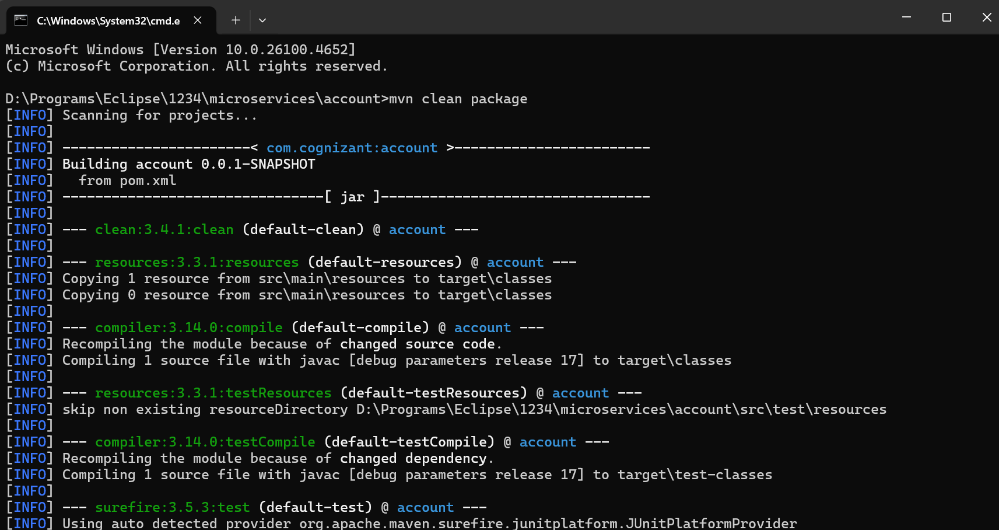 C:\Windows\System32\cmd.e
Microsoft Windows [Version 10.0.26100.4652]
(c) Microsoft Corporation. All rights reserved.
D:\Programs\Eclipse\1234\microservices\account>mvn clean package
[INFO] Scanning for projects...
[INFO]
[INFO] -----------------------< com.cognizant:account >------------------------
[INFO] Building account 0.0.1-SNAPSHOT
[INFO]   from pom.xml
[INFO] --------------------------------[ jar ]---------------------------------
[INFO]
[INFO] --- clean:3.4.1:clean (default-clean) @ account ---
[INFO]
[INFO] --- resources:3.3.1:resources (default-resources) @ account ---
[INFO] Copying 1 resource from src\main\resources to target\classes
[INFO] Copying 0 resource from src\main\resources to target\classes
[INFO]
[INFO] --- compiler:3.14.0:compile (default-compile) @ account ---
[INFO] Recompiling the module because of changed source code.
[INFO] Compiling 1 source file with javac [debug parameters release 17] to target\classes
[INFO]
[INFO] --- resources:3.3.1:testResources (default-testResources) @ account ---
[INFO] skip non existing resourceDirectory D:\Programs\Eclipse\1234\microservices\account\src\test\resources
[INFO]
[INFO] --- compiler:3.14.0:testCompile (default-testCompile) @ account ---
[INFO] Recompiling the module because of changed dependency.
[INFO] Compiling 1 source file with javac [debug parameters release 17] to target\test-classes
[INFO]
[INFO] --- surefire:3.5.3:test (default-test) @ account ---
[INFO] Using auto detected provider org.apache.maven.surefire.junitplatform.JUnitPlatformProvider